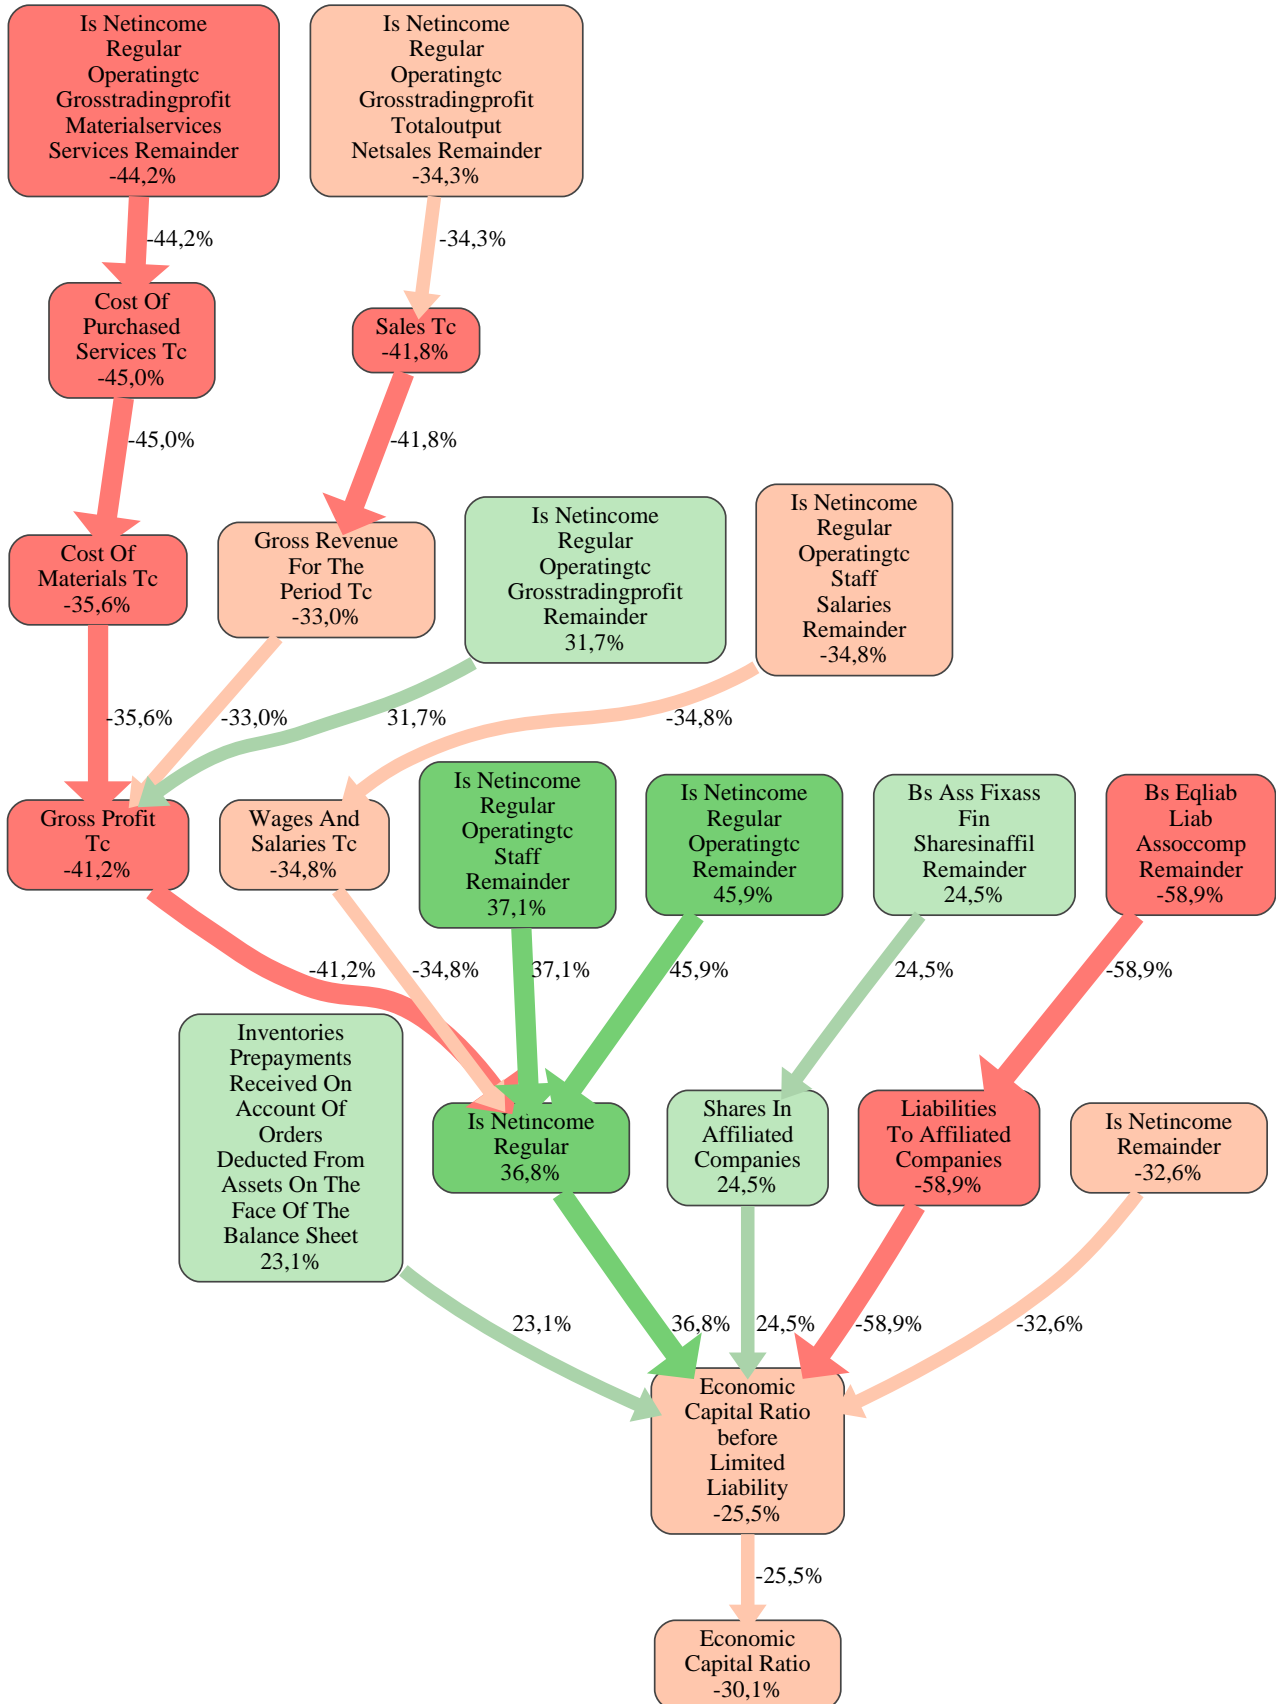 Is Netincome
Regular
Operatingtc
Grosstradingprofit
Materialservices
Services Remainder
-44,2%
Is Netincome
Regular
Operatingtc
Grosstradingprofit
Totaloutput
Netsales Remainder
-34,3%
-44,2%
-34,3%
Cost Of
Purchased
Services Tc
-45,0%
Sales Tc
-41,8%
-45,0%
-41,8%
Cost Of
Materials Tc
-35,6%
Gross Revenue
For The
Period Tc
-33,0%
Is Netincome
Regular
Operatingtc
Grosstradingprofit
Remainder
31,7%
Is Netincome
Regular
Operatingtc
Staff
Salaries
Remainder
-34,8%
-35,6%
-33,0%
31,7%
-34,8%
Gross Profit
Tc
-41,2%
Wages And
Salaries Tc
-34,8%
Is Netincome
Regular
Operatingtc
Staff
Remainder
37,1%
Is Netincome
Regular
Operatingtc
Remainder
45,9%
Bs Ass Fixass
Fin
Sharesinaffil
Remainder
24,5%
Bs Eqliab
Liab
Assoccomp
Remainder
-58,9%
-41,2%
-34,8%
37,1%
45,9%
24,5%
-58,9%
Inventories
Prepayments
Received On
Account Of
Orders
Deducted From
Assets On The
Face Of The
Balance Sheet
23,1%
Is Netincome
Regular
36,8%
Shares In
Affiliated
Companies
24,5%
Liabilities
To Affiliated
Companies
-58,9%
Is Netincome
Remainder
-32,6%
23,1%
36,8%
24,5%
-58,9%
-32,6%
Economic
Capital Ratio
before
Limited
Liability
-25,5%
-25,5%
Economic
Capital Ratio
-30,1%